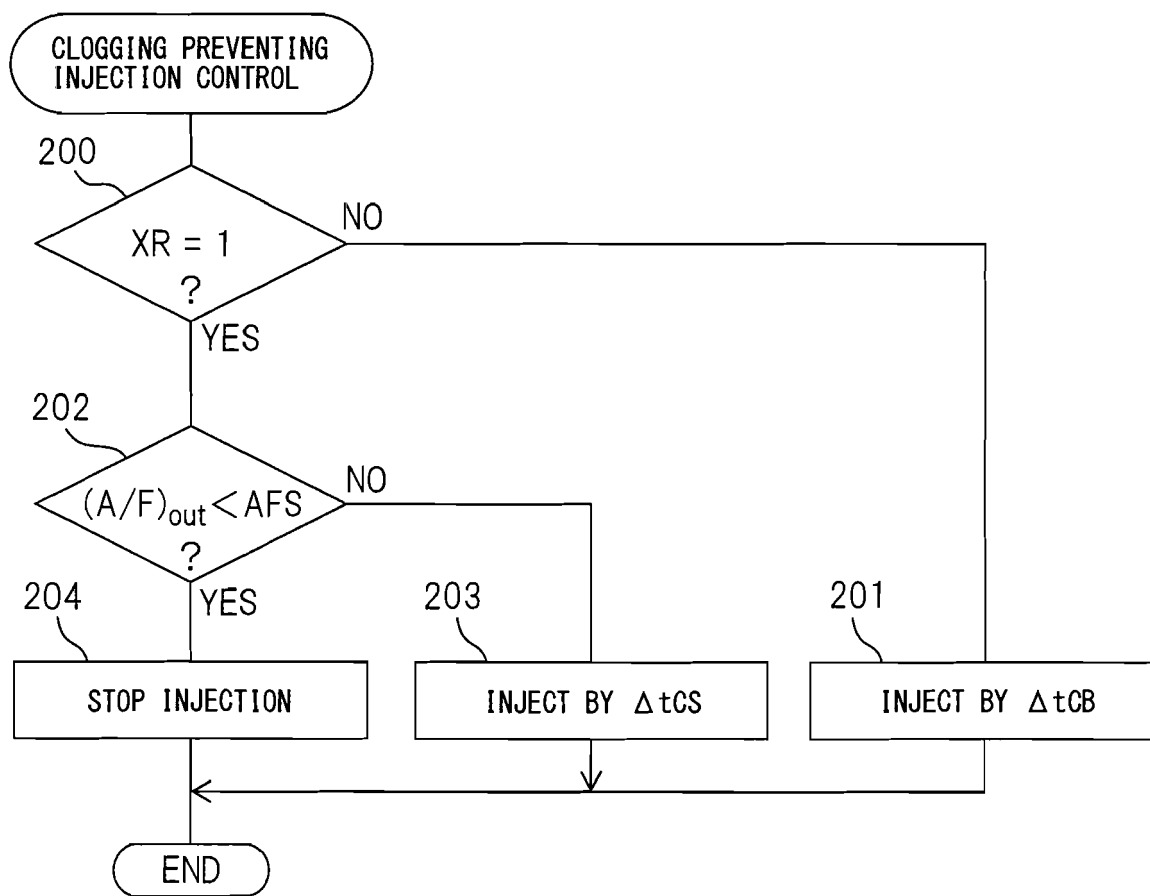 CLOGGING PREVENTING
INJECTION CONTROL
200
XR = 1
?
NO
YES
202
(A/F)out < AFS
?
NO
YES
204
STOP INJECTION
203
INJECT BY ΔtCS
201
INJECT BY ΔtCB
END